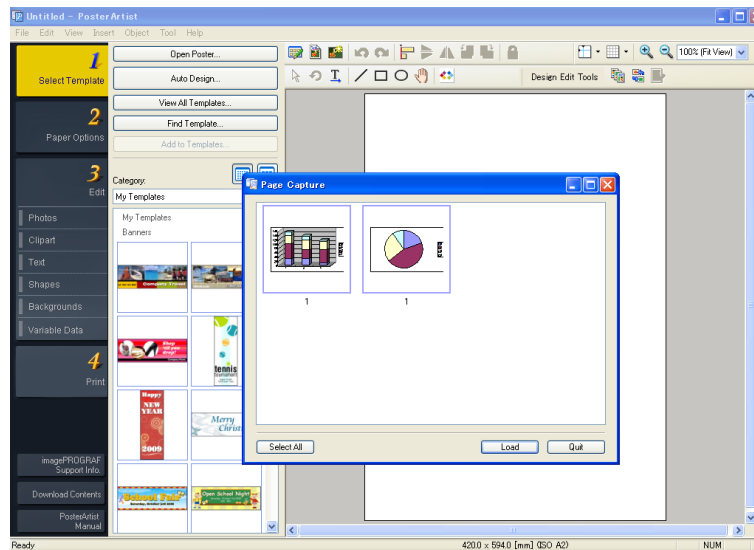 Untitled - PosterArtist
File Edit View Insert Object Tool Help
1
Select Template
2
Paper Options
3
Edit
Photos
Clipart
Text
Shapes
Backgrounds
Variable Data
4
Print
imagePROGRAF
Support Info.
Download Contents
PosterArtist
Manual
Open Poster...
Auto Design...
View All Templates...
Find Template...
Add to Templates...
Category:
My Templates
My Templates
Banners
Company Travel
tennis
Happy
NEW
YEAR
2009
Merry
Christ
School Fair
Open School Night
100% (Fit View)
Design Edit Tools
Page Capture
1
1
Select All
Load
Quit
Ready
420.0 x 594.0 [mm] (ISO A2)
NUM